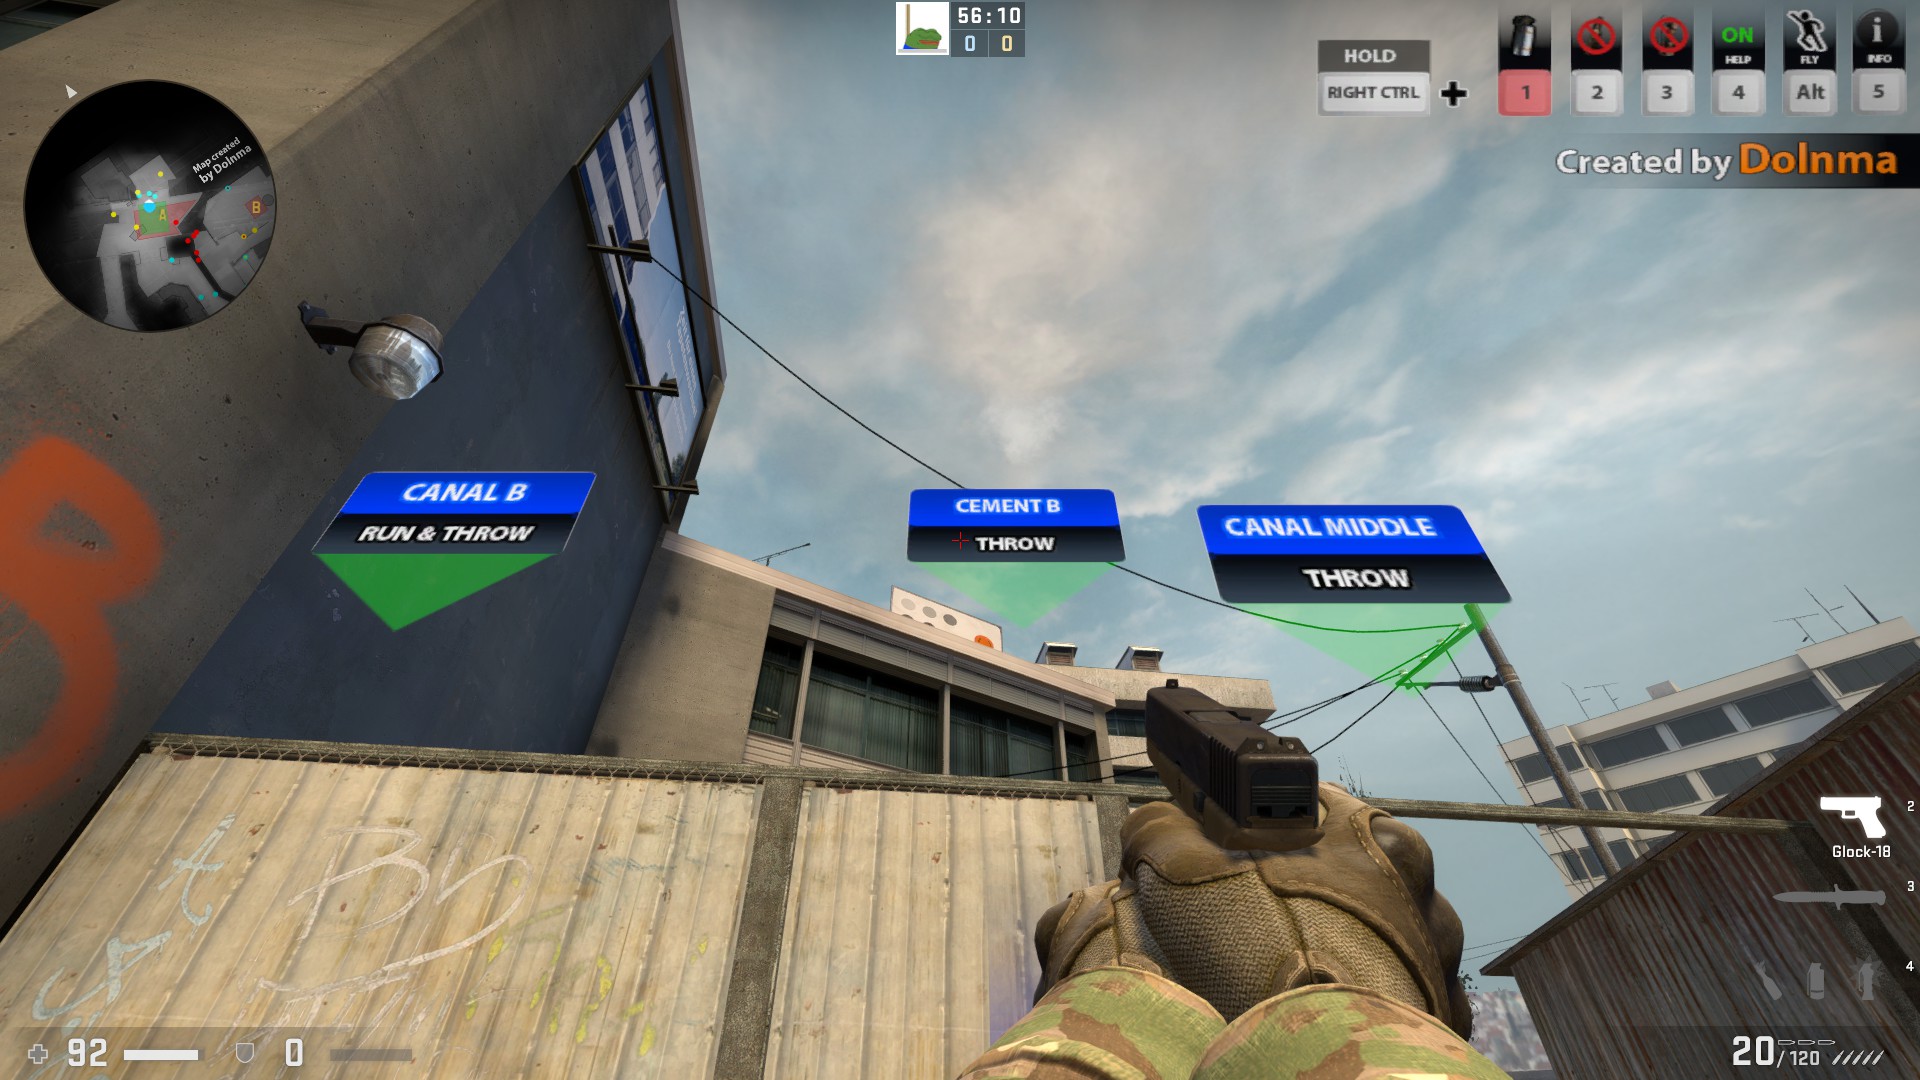 56:10
0 0
HOLD
RIGHT CTRL
1 2 3 4 Alt 5
ON
HELP
FLY
i
INFO
Created by Dolnma
Map created
by Dolnma
A
B
CANAL B
RUN & THROW
CEMENT B
THROW
CANAL MIDDLE
THROW
2
Glock-18
3
4
92
0
20/120